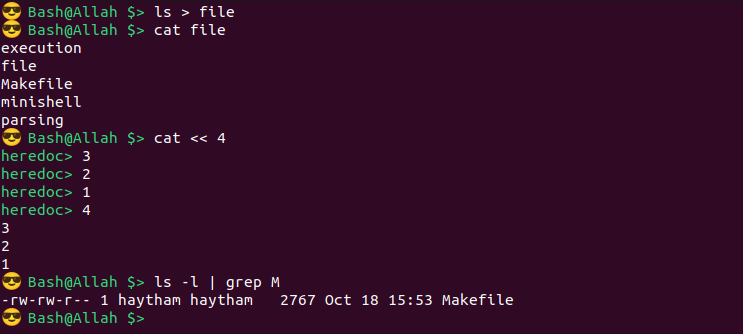 😎 Bash@Allah $> ls > file
😎 Bash@Allah $> cat file
execution
file
Makefile
minishell
parsing
😎 Bash@Allah $> cat << 4
heredoc> 3
heredoc> 2
heredoc> 1
heredoc> 4
3
2
1
😎 Bash@Allah $> ls -l | grep M
-rw-rw-r-- 1 haytham haytham   2767 Oct 18 15:53 Makefile
😎 Bash@Allah $>